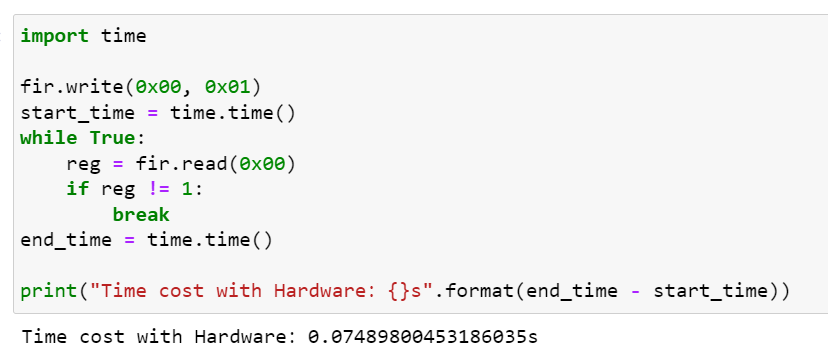 import time
fir.write(0x00, 0x01)
start_time = time.time()
while True:
    reg = fir.read(0x00)
    if reg != 1:
        break
end_time = time.time()
print("Time cost with Hardware: {}s".format(end_time - start_time))
Time cost with Hardware: 0.07489800453186035s